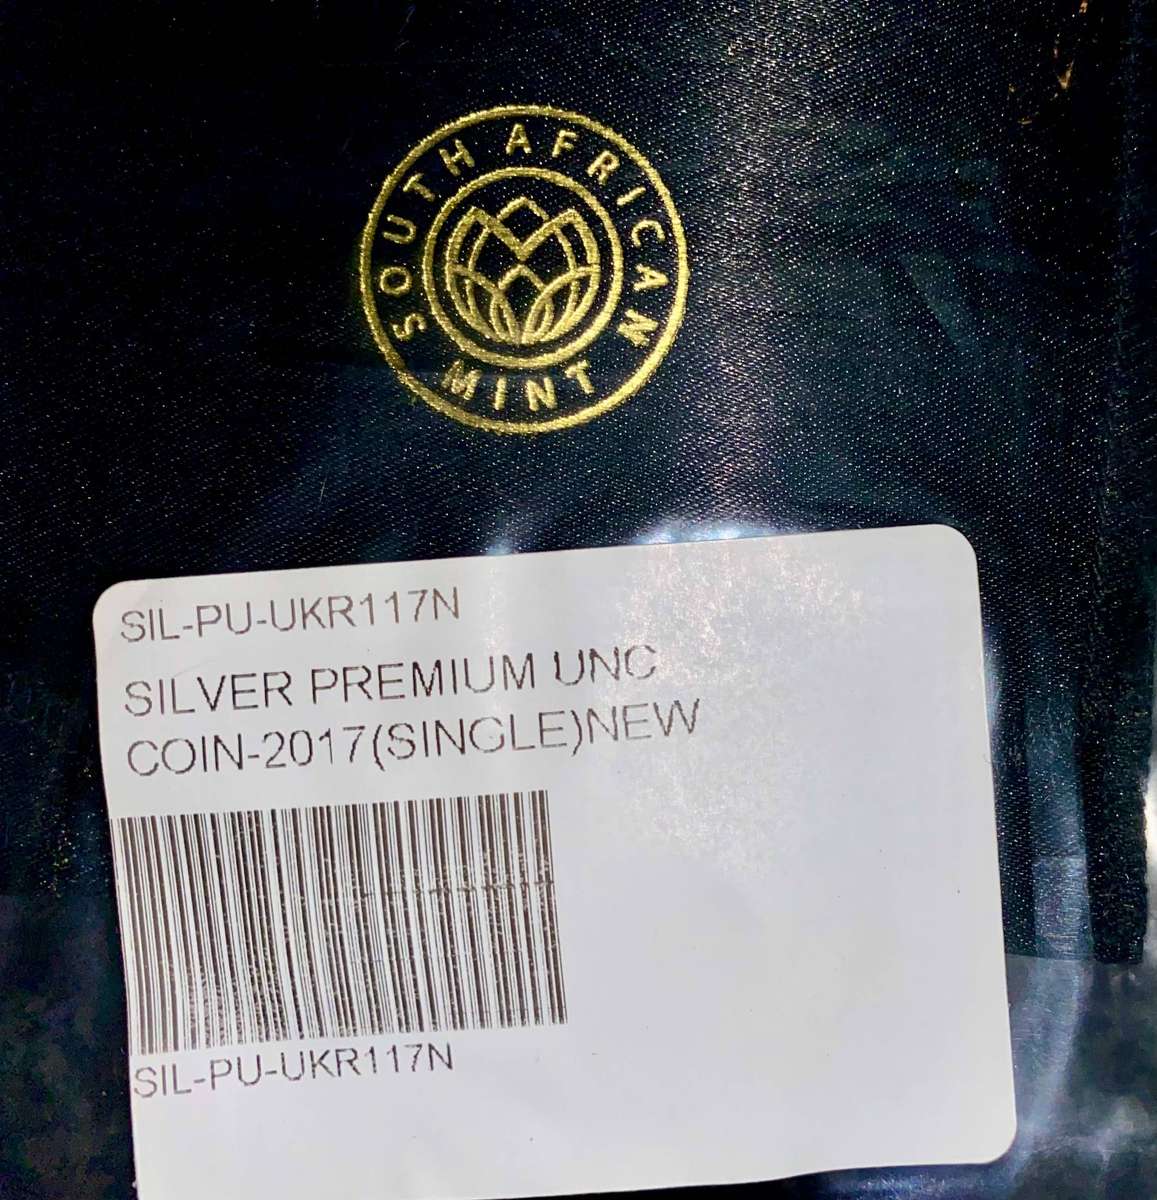 SOUTH AFRICAN
MINT
SIL-PU-UKR117N
SILVER PREMIUM UNC
COIN-2017(SINGLE)NEW
SIL-PU-UKR117N